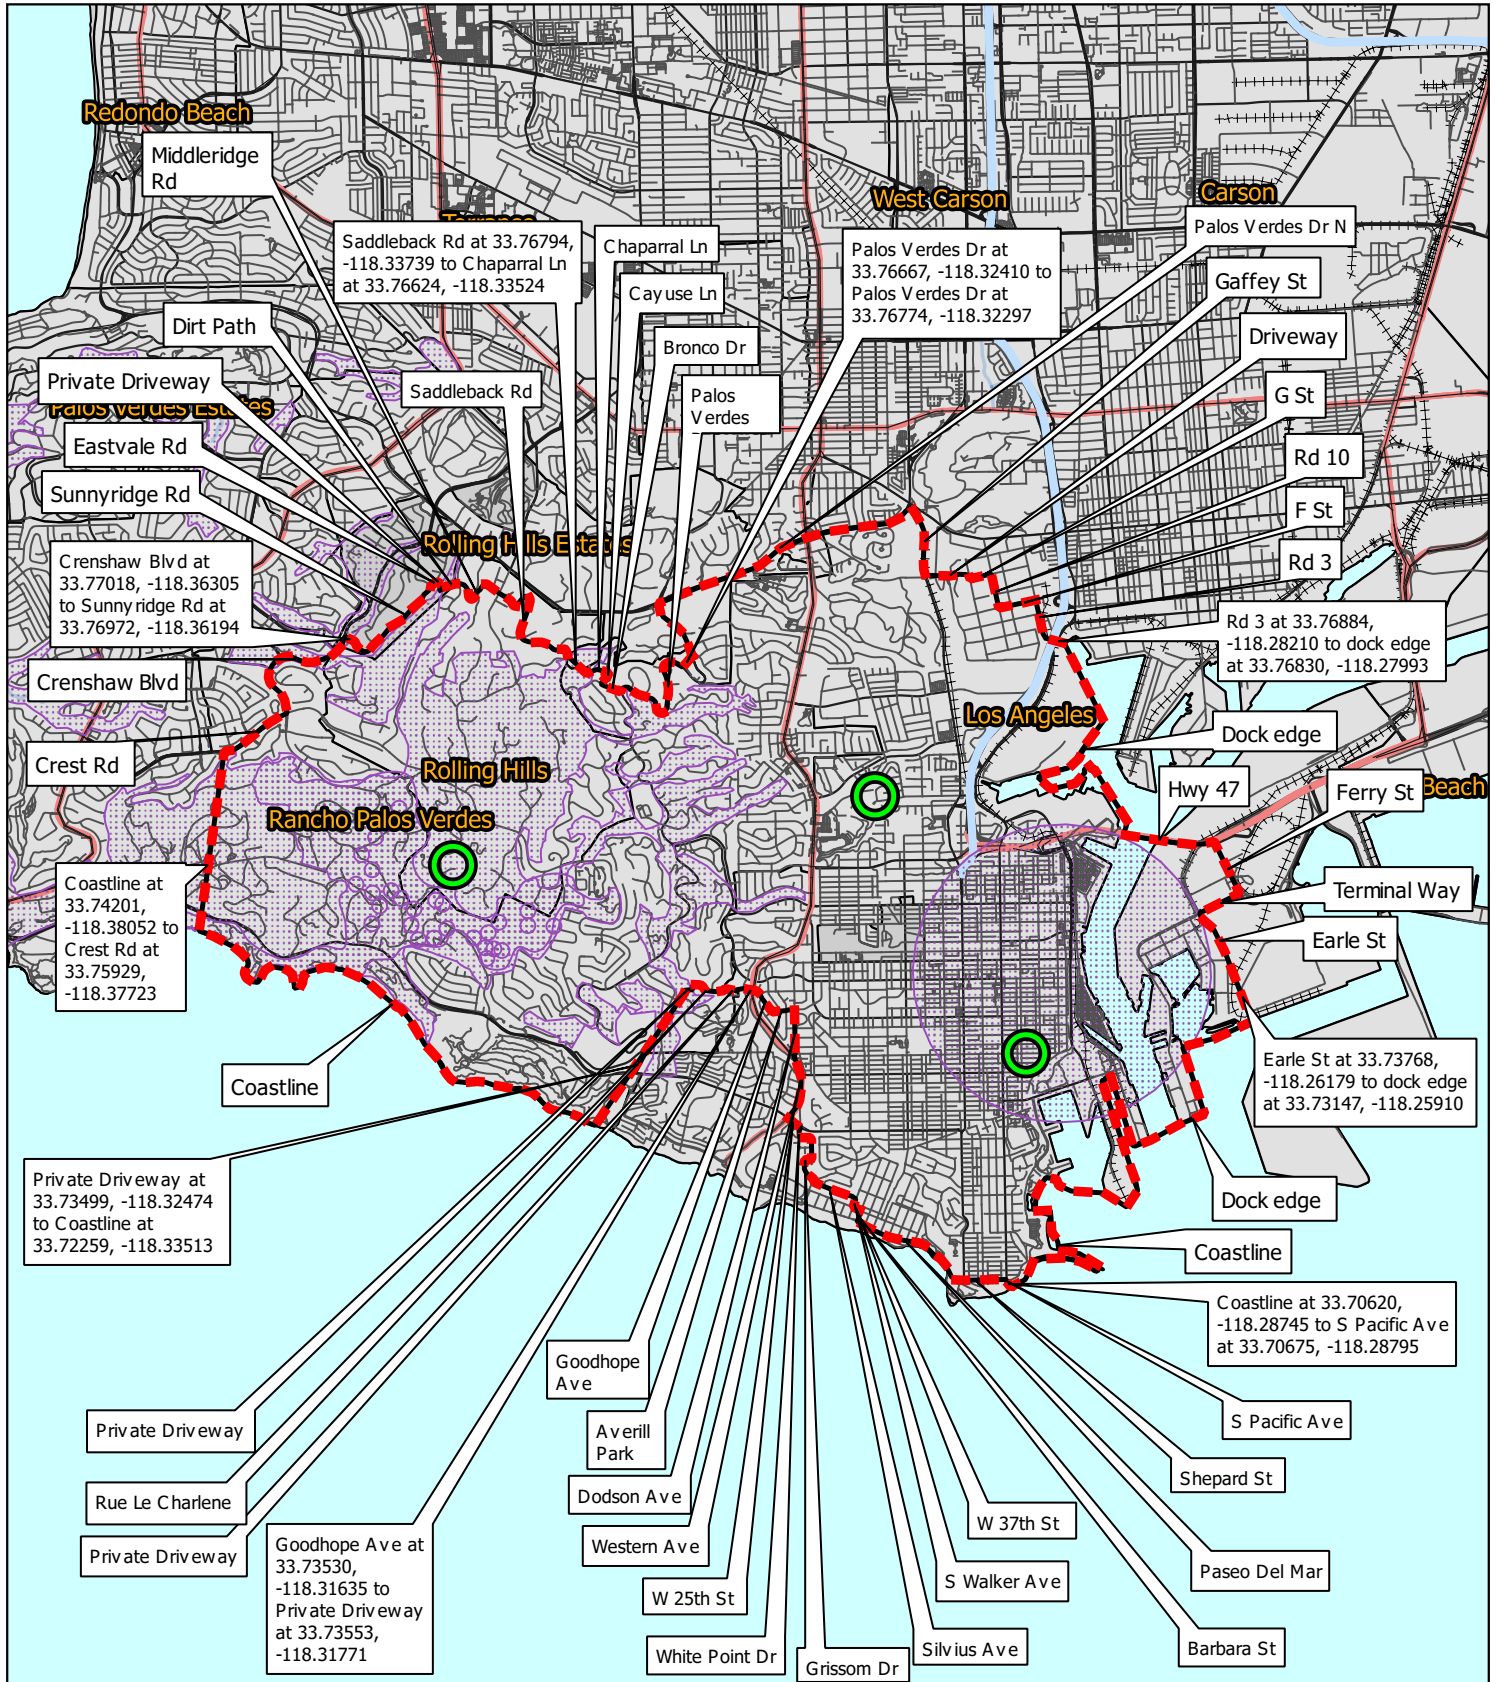 Redondo Beach
Middleridge
Rd
Torrance
West Carson
Carson
Saddleback Rd at 33.76794,
-118.33739 to Chaparral Ln
at 33.76624, -118.33524
Chaparral Ln
Palos Verdes Dr at
33.76667, -118.32410 to
Palos Verdes Dr at
33.76774, -118.32297
Palos Verdes Dr N
Gaffey St
Cayuse Ln
Dirt Path
Bronco Dr
Driveway
Private Driveway
Saddleback Rd
Palos
Verdes
G St
Palos Verdes Estates
Eastvale Rd
Rd 10
Sunnyridge Rd
F St
Rolling Hills Estates
Crenshaw Blvd at
33.77018, -118.36305
to Sunnyridge Rd at
33.76972, -118.36194
Rd 3
Rd 3 at 33.76884,
-118.28210 to dock edge
at 33.76830, -118.27993
Crenshaw Blvd
Los Angeles
Dock edge
Crest Rd
Rolling Hills
Hwy 47
Ferry St
Beach
Rancho Palos Verdes
Coastline at
33.74201,
-118.38052 to
Crest Rd at
33.75929,
-118.37723
Terminal Way
Earle St
Coastline
Earle St at 33.73768,
-118.26179 to dock edge
at 33.73147, -118.25910
Private Driveway at
33.73499, -118.32474
to Coastline at
33.72259, -118.33513
Dock edge
Coastline
Coastline at 33.70620,
-118.28745 to S Pacific Ave
at 33.70675, -118.28795
Goodhope
Ave
Private Driveway
Averill
Park
S Pacific Ave
Shepard St
Rue Le Charlene
Dodson Ave
W 37th St
Private Driveway
Goodhope Ave at
33.73530,
-118.31635 to
Private Driveway
at 33.73553,
-118.31771
Western Ave
Paseo Del Mar
S Walker Ave
W 25th St
White Point Dr
Grissom Dr
Silvius Ave
Barbara St